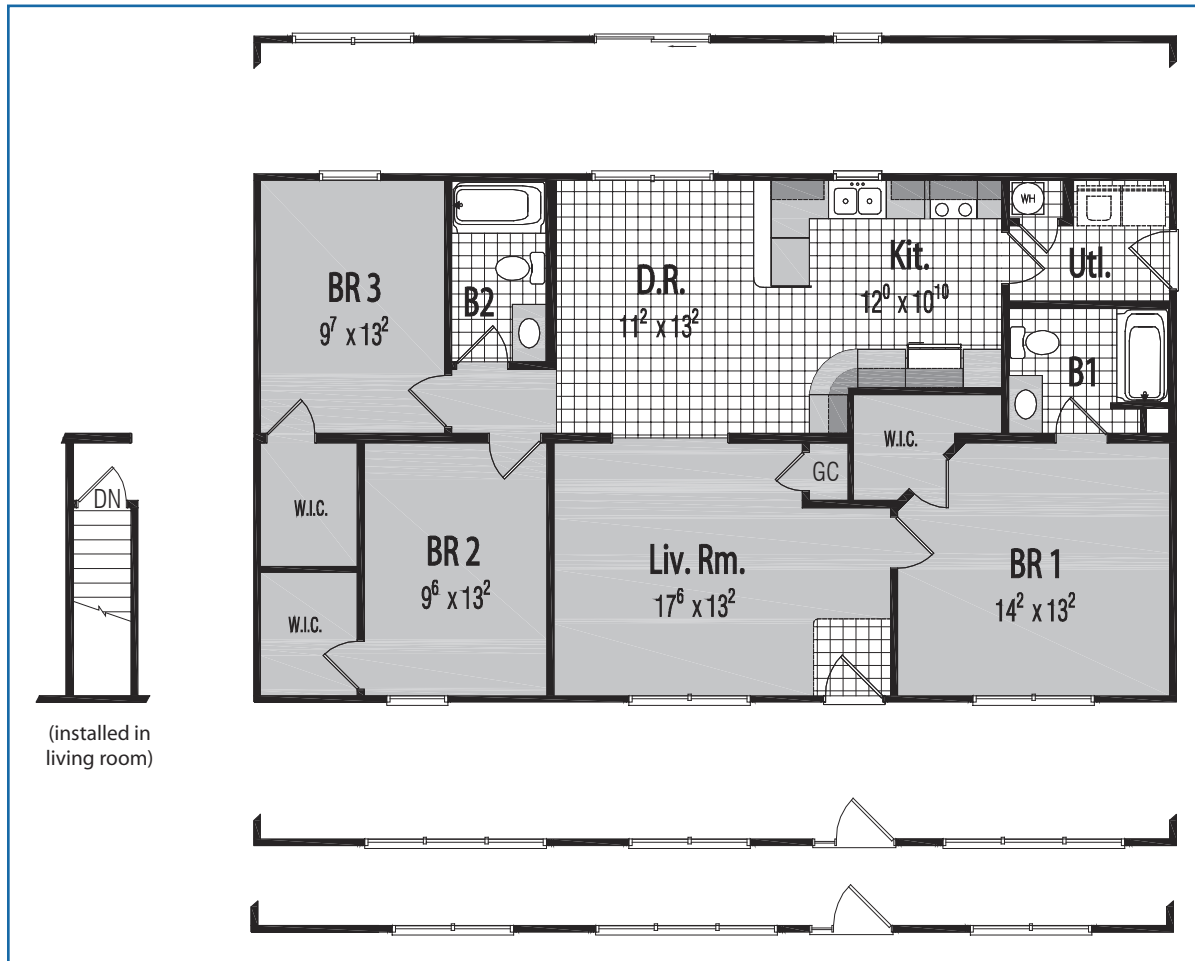 WH
BR 3
9⁷ x 13²
B2
D.R.
11² x 13²
Kit.
12⁰ x 10¹⁰
Utl.
B1
W.I.C.
GC
DN
W.I.C.
BR 2
9⁶ x 13²
Liv. Rm.
17⁶ x 13²
BR 1
14² x 13²
W.I.C.
(installed in
living room)